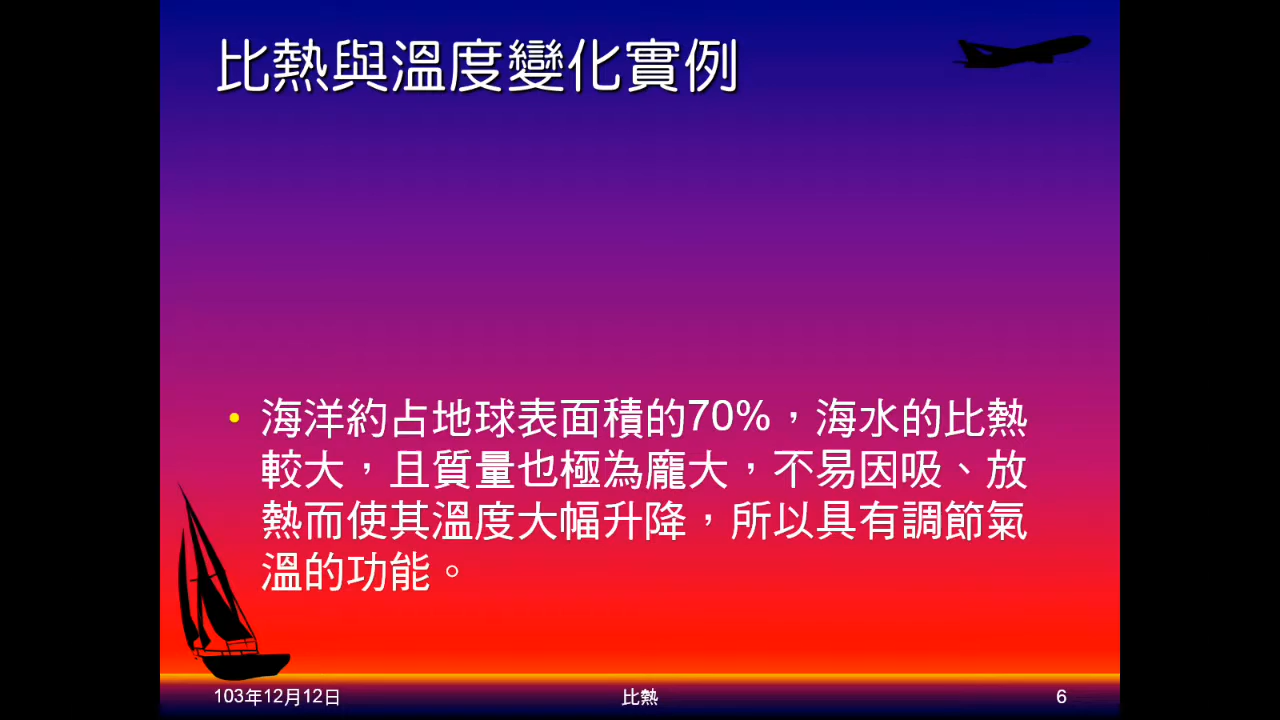 比熱與溫度變化實例
• 海洋約占地球表面積的70%，海水的比熱
較大，且質量也極為龐大，不易因吸、放
熱而使其溫度大幅升降，所以具有調節氣
溫的功能。
103年12月12日
比熱
6